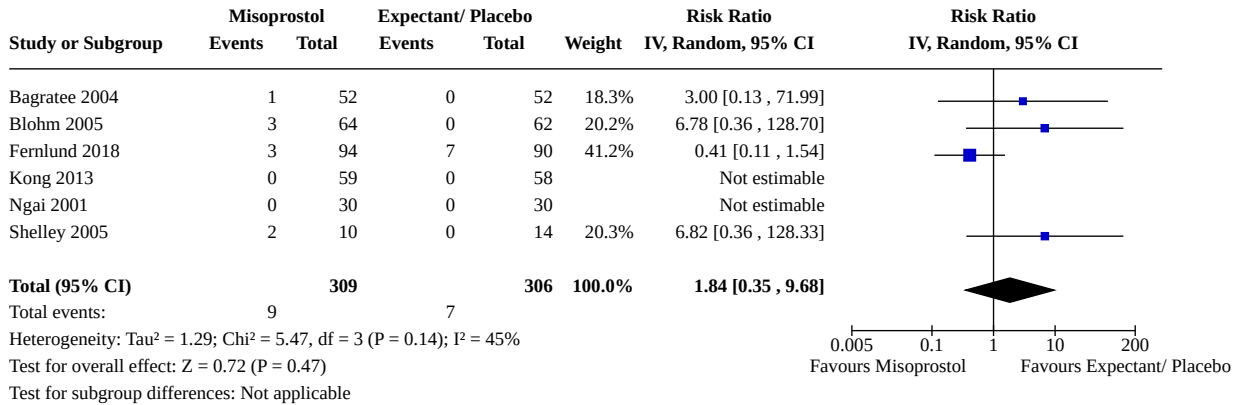 Misoprostol Expectant/ Placebo Risk Ratio Risk Ratio
Study or Subgroup Events Total Events Total Weight IV, Random, 95% CI IV, Random, 95% CI
Bagratee 2004 1 52 0 52 18.3% 3.00 [0.13 , 71.99]
Blohm 2005 3 64 0 62 20.2% 6.78 [0.36 , 128.70]
Fernlund 2018 3 94 7 90 41.2% 0.41 [0.11 , 1.54]
Kong 2013 0 59 0 58 Not estimable
Ngai 2001 0 30 0 30 Not estimable
Shelley 2005 2 10 0 14 20.3% 6.82 [0.36 , 128.33]
Total (95% CI) 309 306 100.0% 1.84 [0.35 , 9.68]
Total events: 9 7
Heterogeneity: Tau² = 1.29; Chi² = 5.47, df = 3 (P = 0.14); I² = 45%
0.005 0.1 1 10 200
Test for overall effect: Z = 0.72 (P = 0.47)
Favours Misoprostol Favours Expectant/ Placebo
Test for subgroup differences: Not applicable